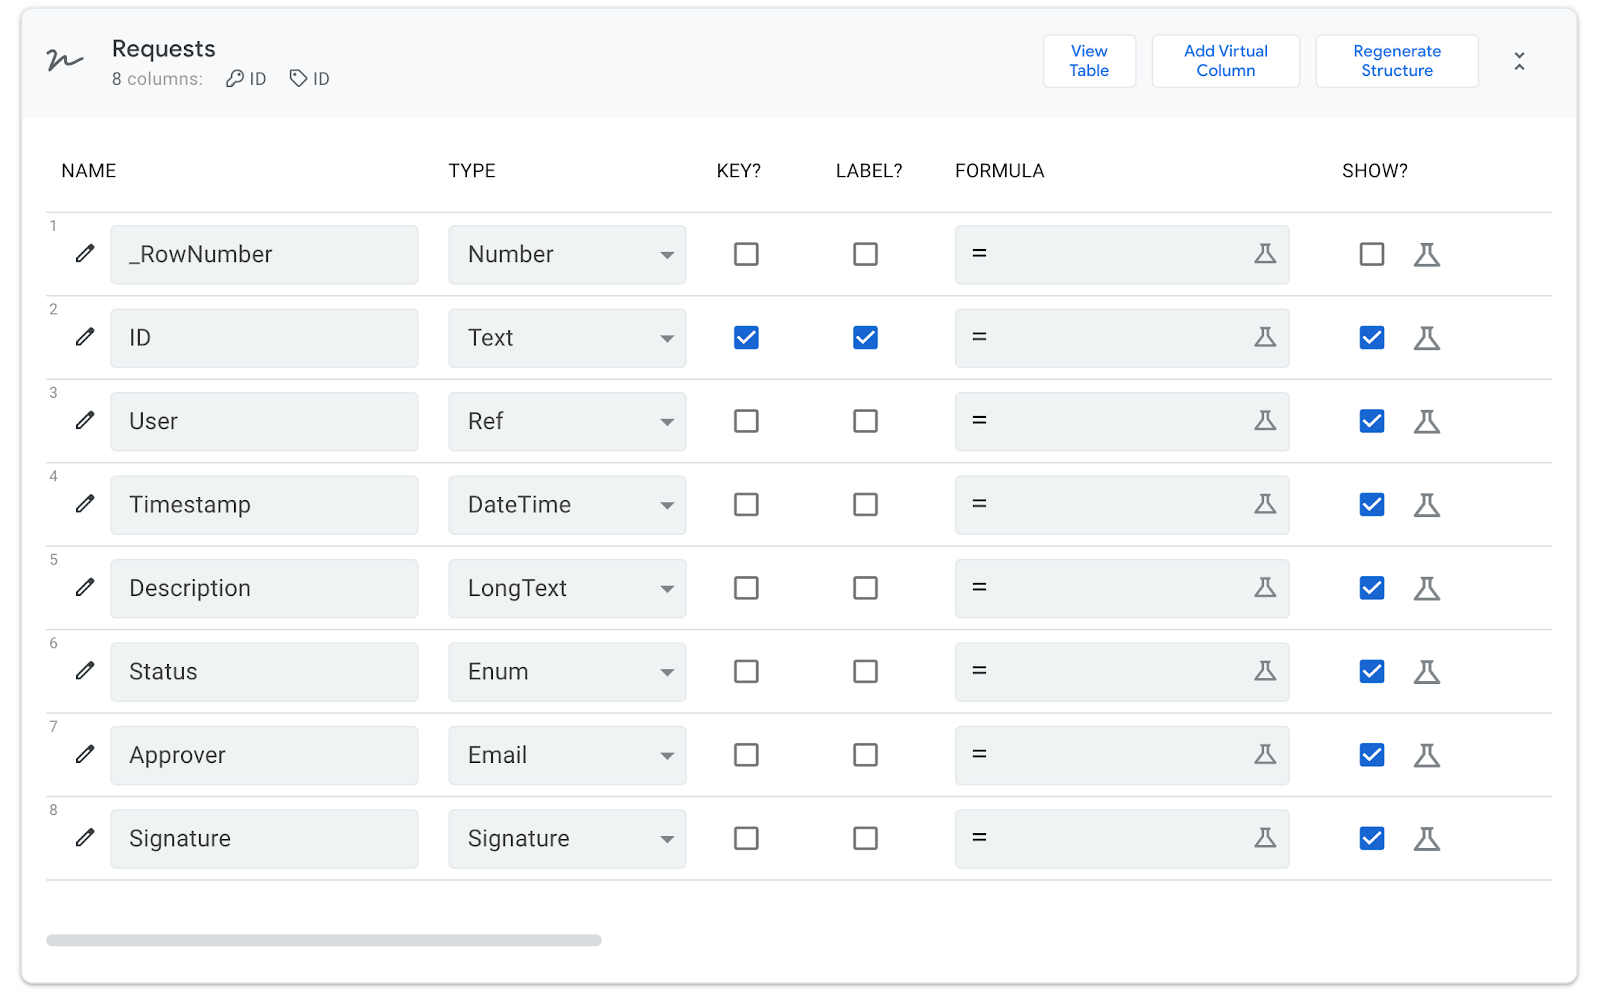 Requests
8 columns: ID ID
View Table
Add Virtual Column
Regenerate Structure
NAME TYPE KEY? LABEL? FORMULA SHOW?
1 _RowNumber Number =
2 ID Text =
3 User Ref =
4 Timestamp DateTime =
5 Description LongText =
6 Status Enum =
7 Approver Email =
8 Signature Signature =